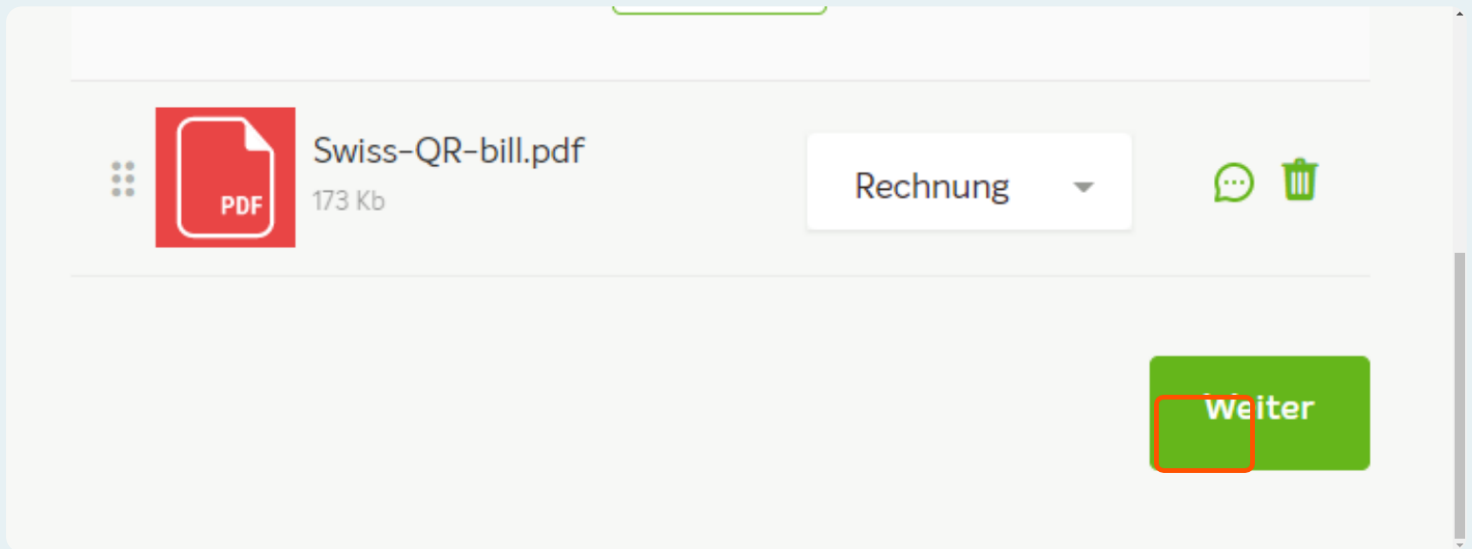 Swiss-QR-bill.pdf
173 Kb
PDF
Rechnung
Weiter